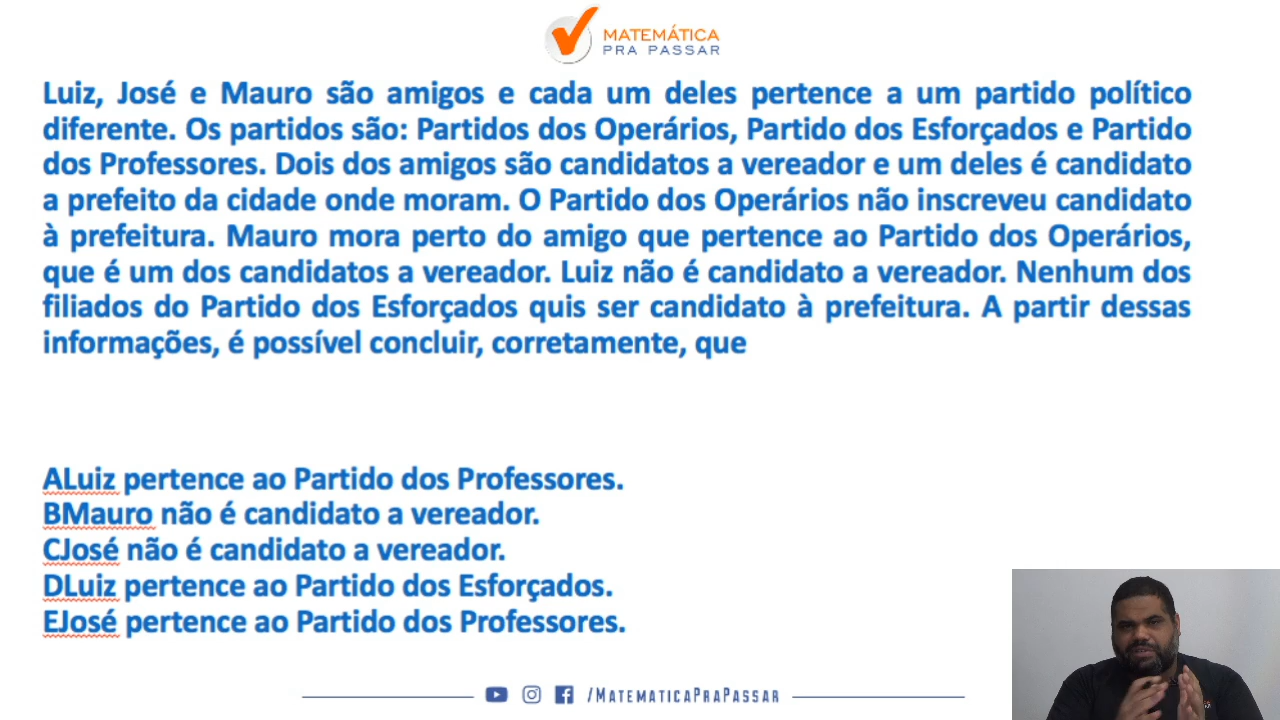 MATEMÁTICA
PRA PASSAR
Luiz, José e Mauro são amigos e cada um deles pertence a um partido político
diferente. Os partidos são: Partidos dos Operários, Partido dos Esforçados e Partido
dos Professores. Dois dos amigos são candidatos a vereador e um deles é candidato
a prefeito da cidade onde moram. O Partido dos Operários não inscreveu candidato
à prefeitura. Mauro mora perto do amigo que pertence ao Partido dos Operários,
que é um dos candidatos a vereador. Luiz não é candidato a vereador. Nenhum dos
filiados do Partido dos Esforçados quis ser candidato à prefeitura. A partir dessas
informações, é possível concluir, corretamente, que
ALuiz pertence ao Partido dos Professores.
BMauro não é candidato a vereador.
CJosé não é candidato a vereador.
DLuiz pertence ao Partido dos Esforçados.
EJosé pertence ao Partido dos Professores.
/MATEMATICAPRAPASSAR